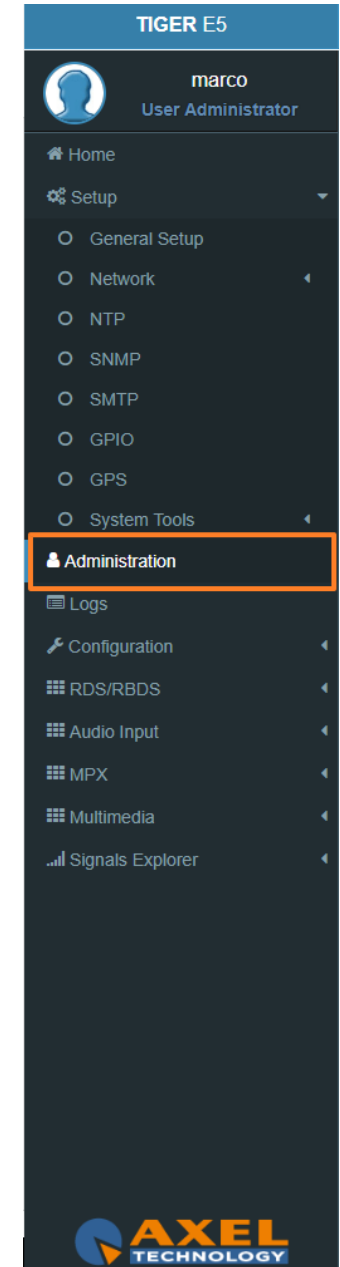 TIGER E5
marco
User Administrator
Home
Setup
General Setup
Network
NTP
SNMP
SMTP
GPIO
GPS
System Tools
Administration
Logs
Configuration
RDS/RBDS
Audio Input
MPX
Multimedia
Signals Explorer
AXEL
TECHNOLOGY